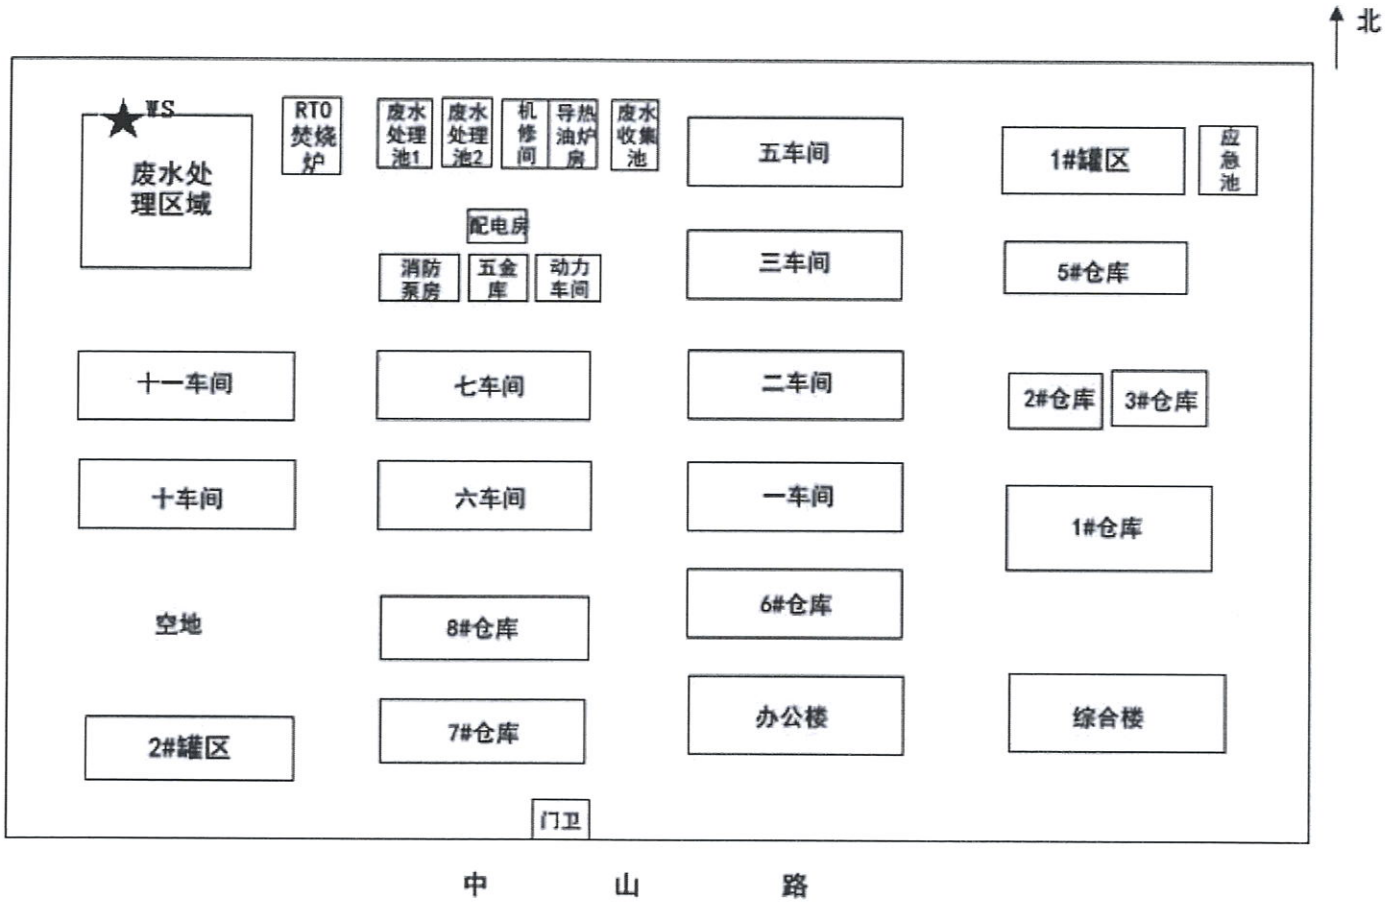 北
WS
废水处
理区域
RTO
焚烧
炉
废水
处理
池1
废水
处理
池2
机
修
间
导热
油炉
房
废水
收集
池
五车间
1#罐区
应
急
池
配电房
消防
泵房
五金
库
动力
车间
三车间
5#仓库
十一车间
七车间
二车间
2#仓库
3#仓库
十车间
六车间
一车间
1#仓库
空地
8#仓库
6#仓库
2#罐区
7#仓库
办公楼
综合楼
门卫
中山路